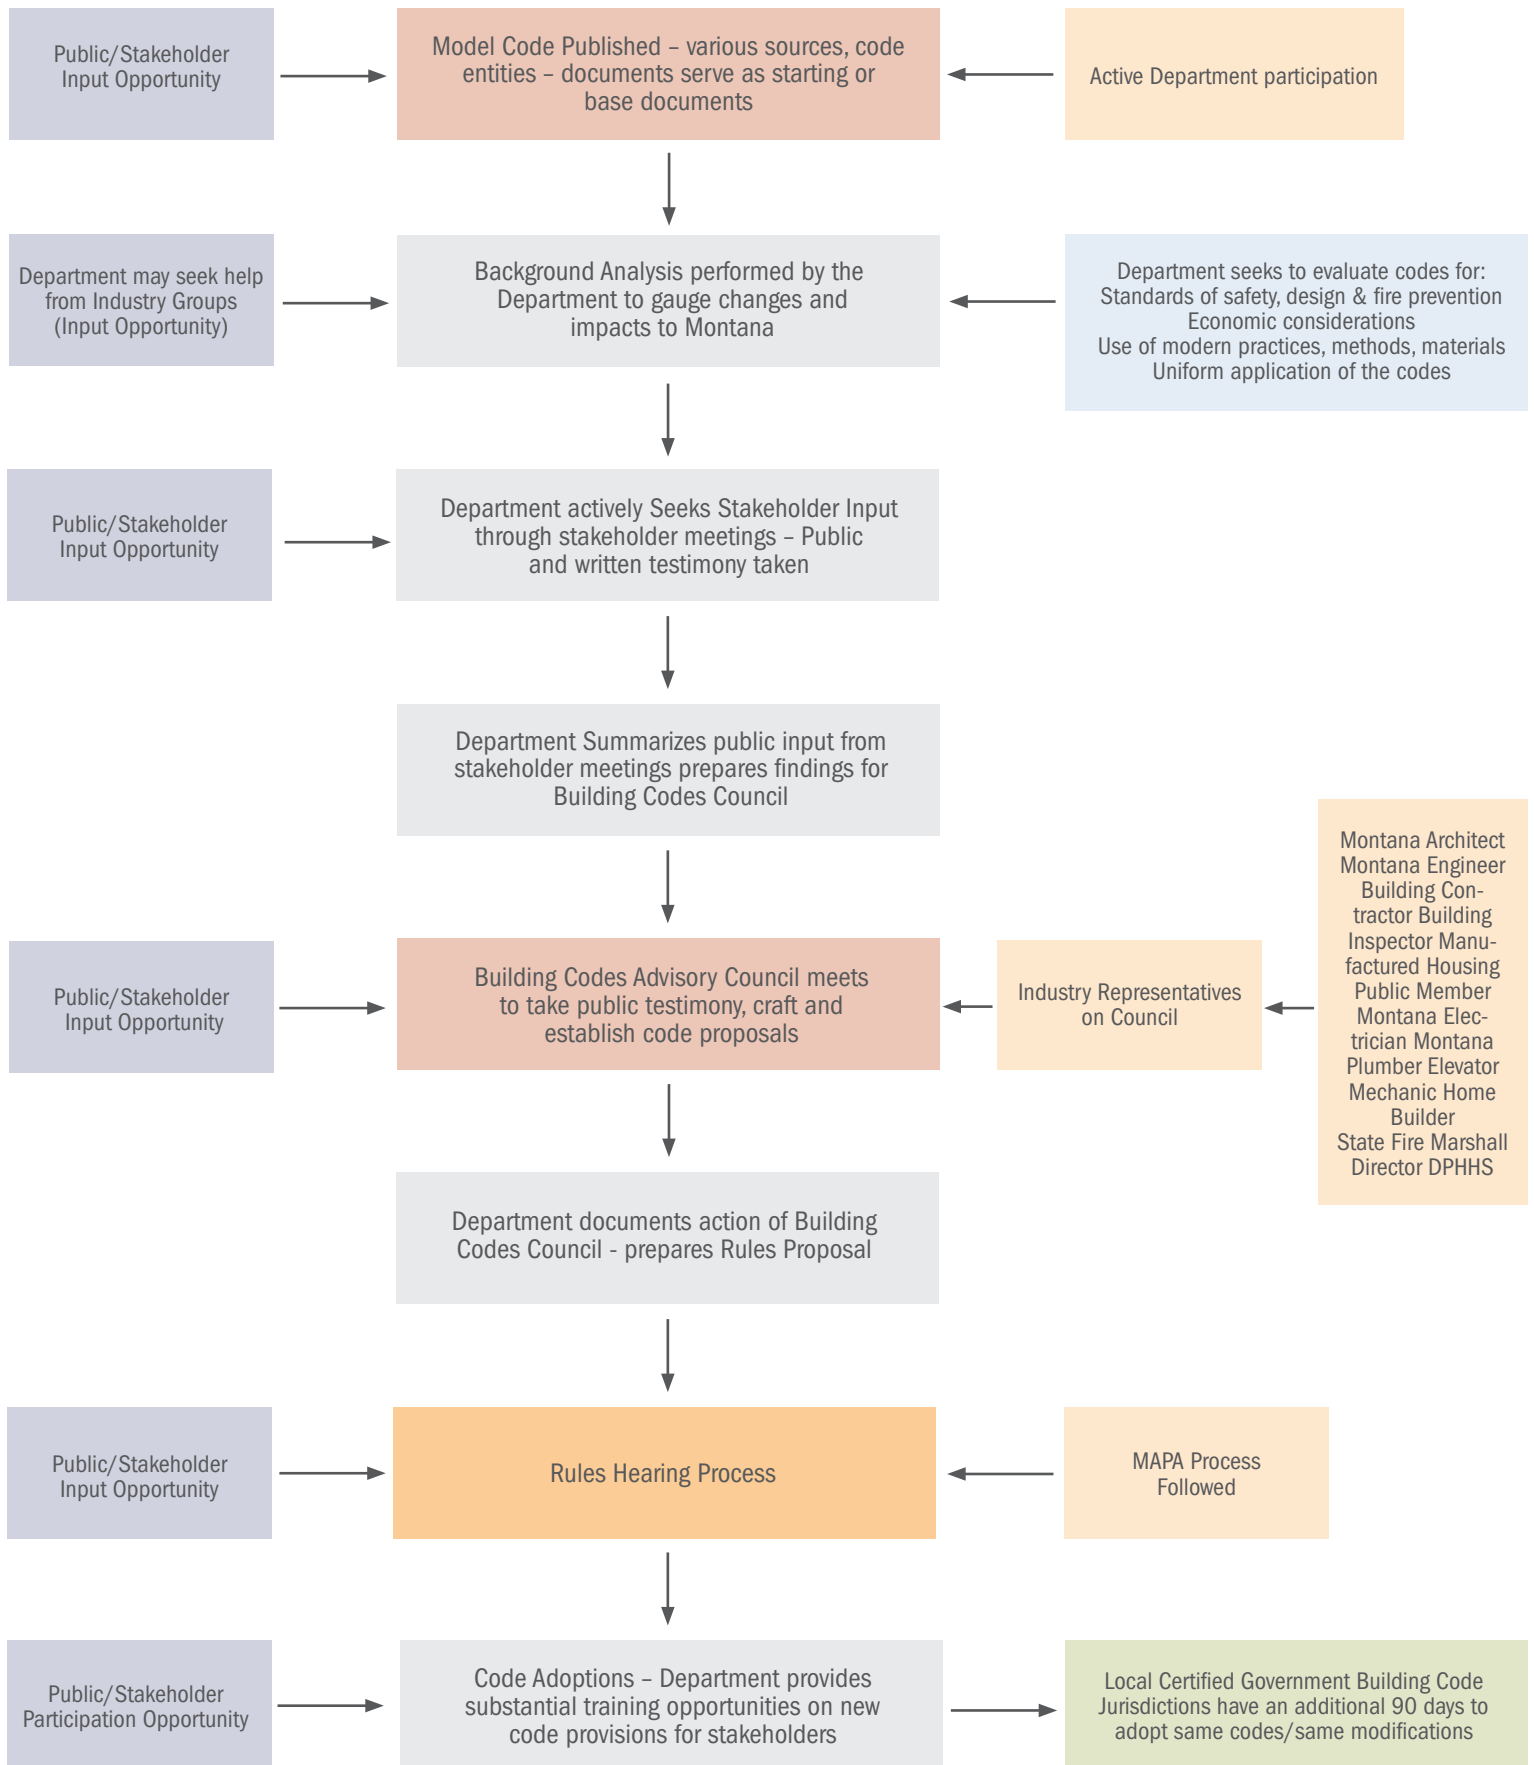 Public/Stakeholder
Input Opportunity
Model Code Published – various sources, code
entities – documents serve as starting or
base documents
Active Department participation
Department may seek help
from Industry Groups
(Input Opportunity)
Background Analysis performed by the
Department to gauge changes and
impacts to Montana
Department seeks to evaluate codes for:
Standards of safety, design & fire prevention
Economic considerations
Use of modern practices, methods, materials
Uniform application of the codes
Public/Stakeholder
Input Opportunity
Department actively Seeks Stakeholder Input
through stakeholder meetings – Public
and written testimony taken
Department Summarizes public input from
stakeholder meetings prepares findings for
Building Codes Council
Public/Stakeholder
Input Opportunity
Building Codes Advisory Council meets
to take public testimony, craft and
establish code proposals
Industry Representatives
on Council
Montana Architect
Montana Engineer
Building Con-
tractor Building
Inspector Manu-
factured Housing
Public Member
Montana Elec-
trician Montana
Plumber Elevator
Mechanic Home
Builder
State Fire Marshall
Director DPHHS
Department documents action of Building
Codes Council - prepares Rules Proposal
Public/Stakeholder
Input Opportunity
Rules Hearing Process
MAPA Process
Followed
Public/Stakeholder
Participation Opportunity
Code Adoptions – Department provides
substantial training opportunities on new
code provisions for stakeholders
Local Certified Government Building Code
Jurisdictions have an additional 90 days to
adopt same codes/same modifications